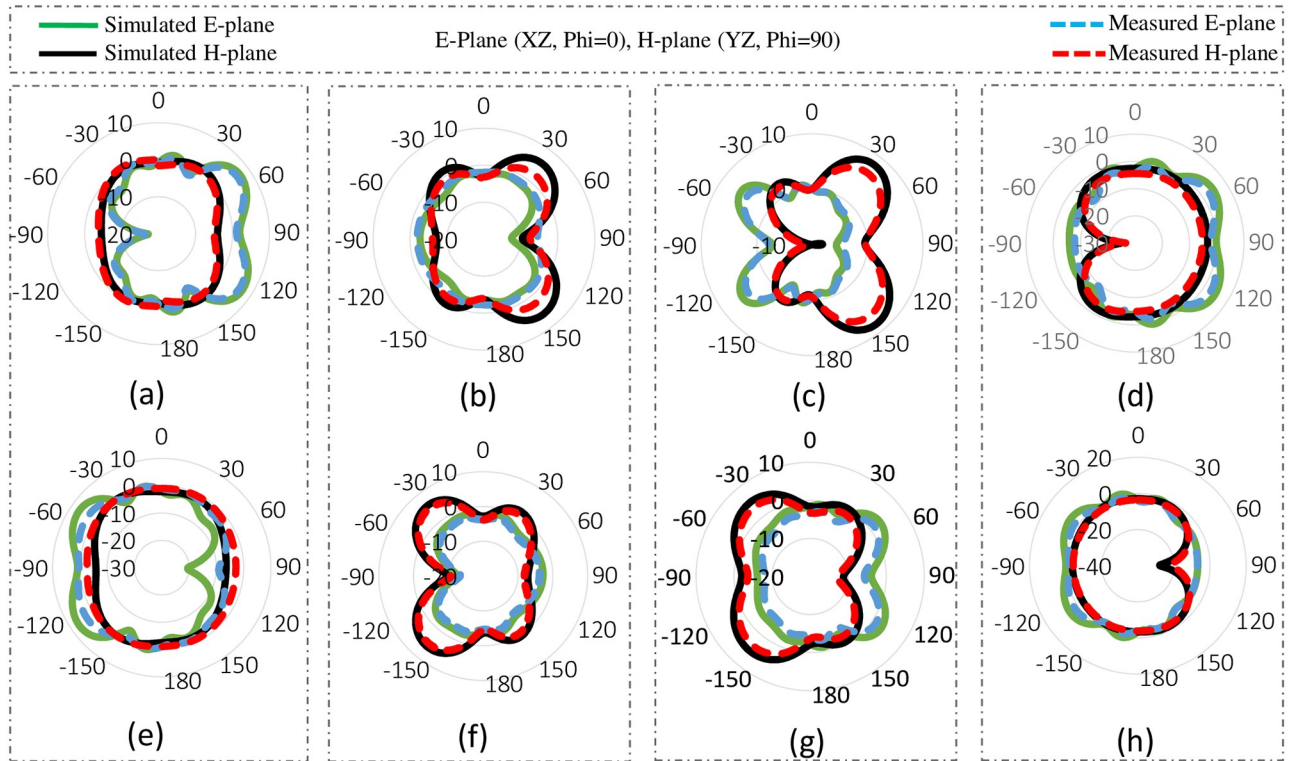 Simulated E-plane
Simulated H-plane
E-Plane (XZ, Phi=0), H-plane (YZ, Phi=90)
Measured E-plane
Measured H-plane
0
-30 10 30
0
-60 60
10
-90 20 90
-120 120
-150 150
180
(a)
0
-30 10 30
0
-60 60
-10
-90 -20 90
-120 120
-150 150
180
(b)
0
-30 10 30
-60 60
-90 -10 90
-120 120
-150 150
180
(c)
0
-30 10 30
0
-60 -10 60
20
-90 -30 90
-120 120
-150 150
180
(d)
0
-30 10 30
0
-60 -10 60
-20
-90 -30 90
-120 120
-150 150
180
(e)
0
-30 10 30
0
-60 60
-10
-90 -20 90
-120 120
-150 150
180
(f)
0
-30 10 30
0
-60 60
-10
-90 -20 90
-120 120
-150 150
180
(g)
0
-30 20 30
-60 0 60
20
-90 -40 90
-120 120
-150 150
180
(h)